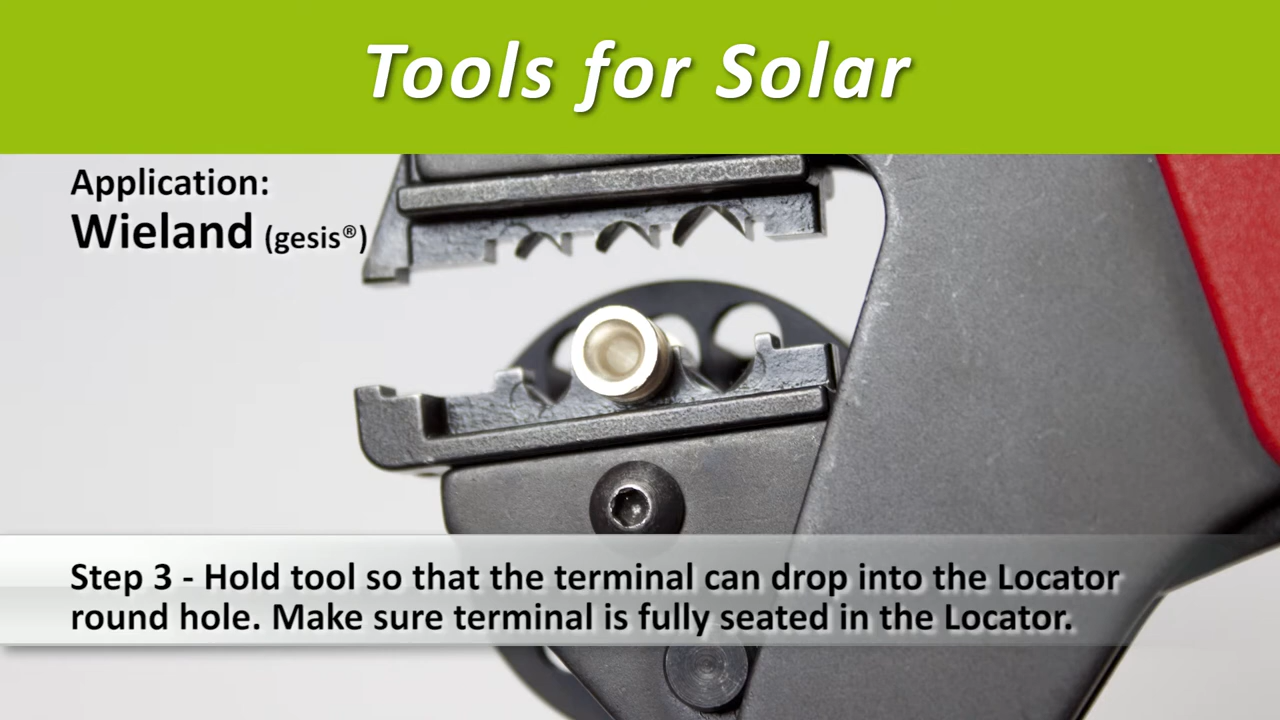 Tools for Solar
Application:
Wieland (gesis®)
Step 3 - Hold tool so that the terminal can drop into the Locator
round hole. Make sure terminal is fully seated in the Locator.